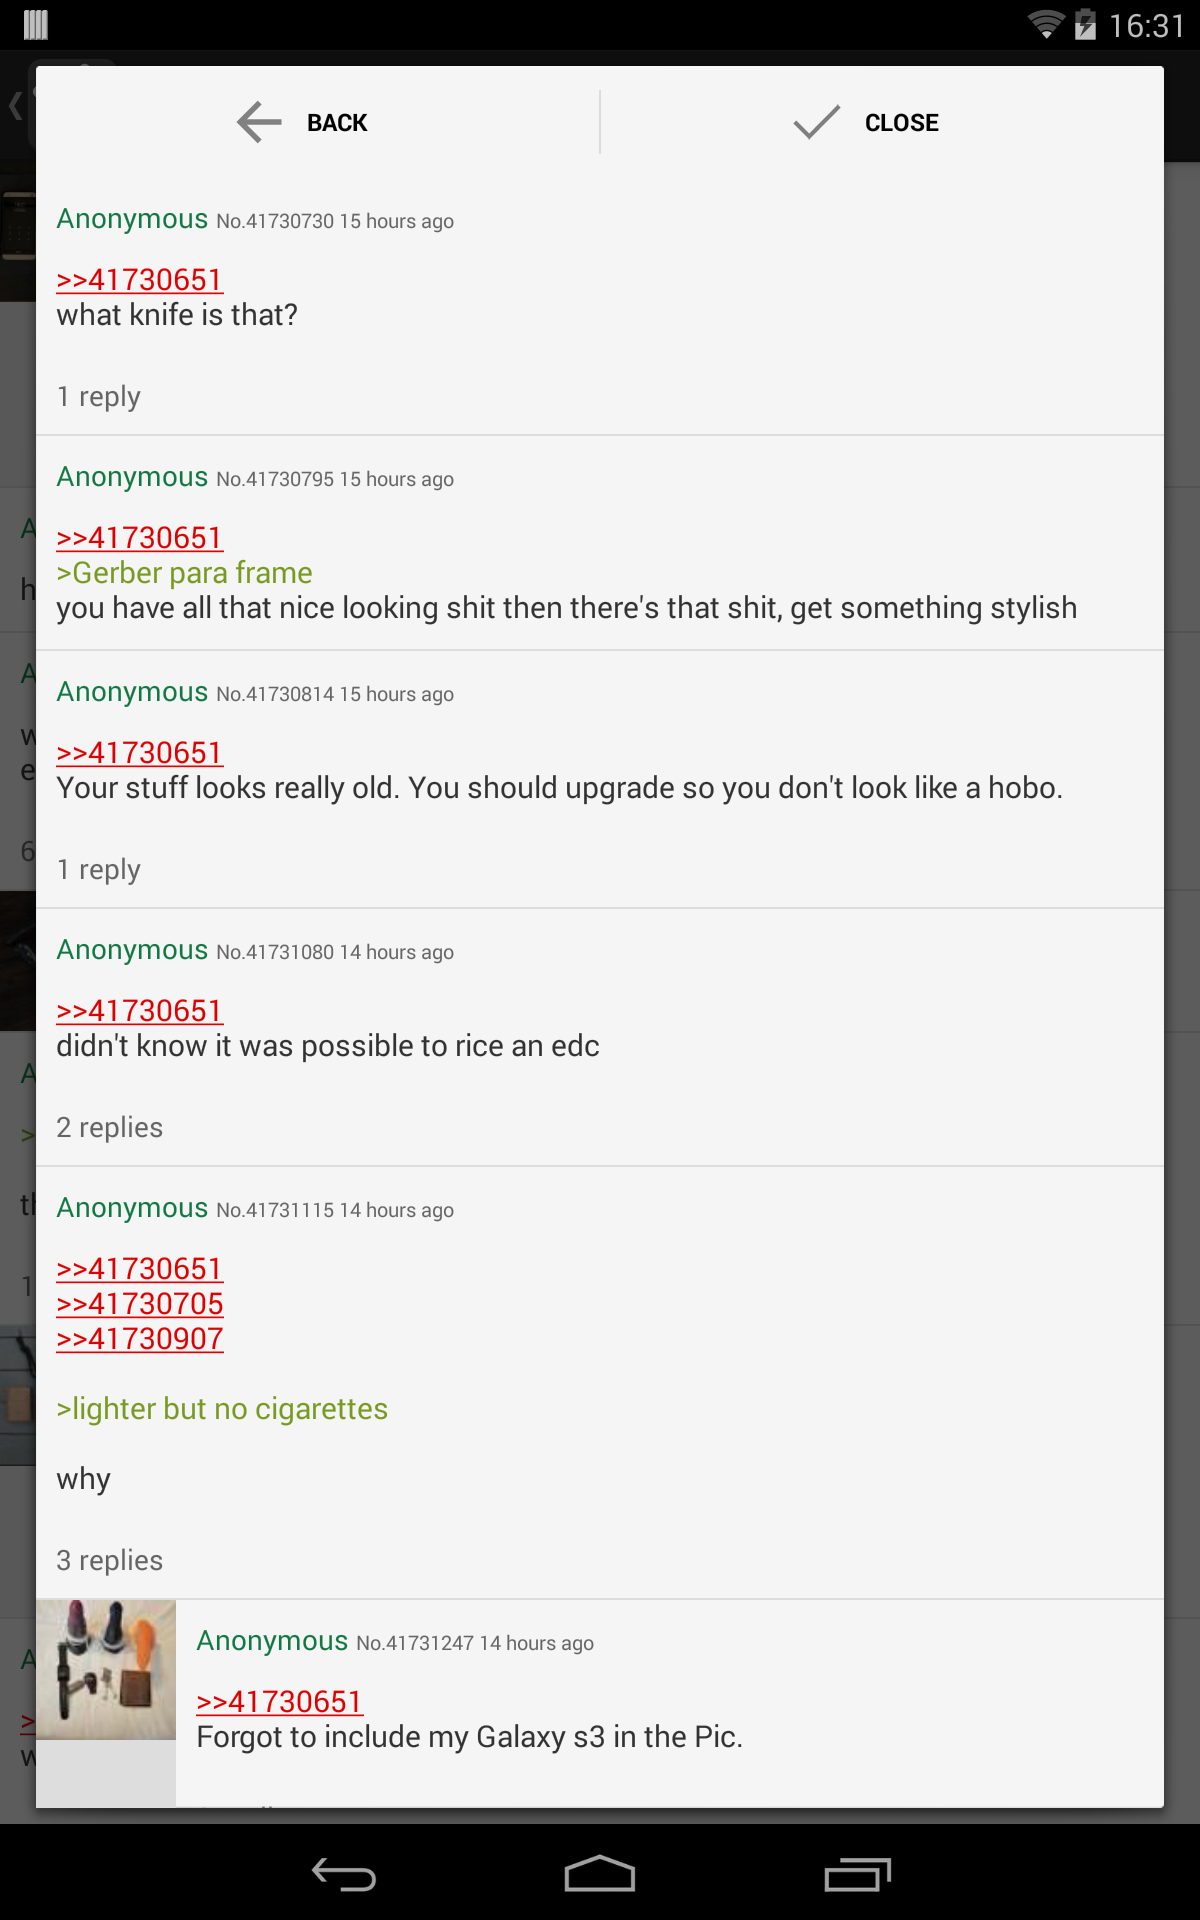 16:31
BACK
CLOSE
Anonymous No.41730730 15 hours ago
>>41730651
what knife is that?
1 reply
Anonymous No.41730795 15 hours ago
>>41730651
>Gerber para frame
you have all that nice looking shit then there's that shit, get something stylish
Anonymous No.41730814 15 hours ago
>>41730651
Your stuff looks really old. You should upgrade so you don't look like a hobo.
1 reply
Anonymous No.41731080 14 hours ago
>>41730651
didn't know it was possible to rice an edc
2 replies
Anonymous No.41731115 14 hours ago
>>41730651
>>41730705
>>41730907
>lighter but no cigarettes
why
3 replies
Anonymous No.41731247 14 hours ago
>>41730651
Forgot to include my Galaxy s3 in the Pic.